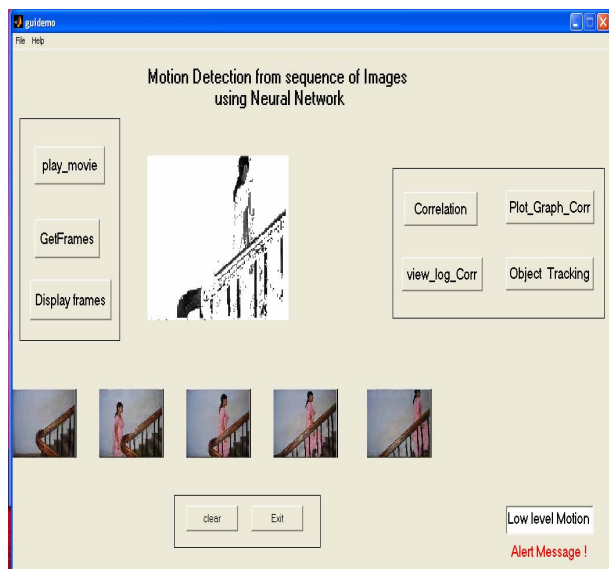 guidemo
File Help
Motion Detection from sequence of Images
using Neural Network
play_movie
GetFrames
Display frames
Correlation
Plot_Graph_Corr
view_log_Corr
Object Tracking
clear
Exit
Low level Motion
Alert Message !